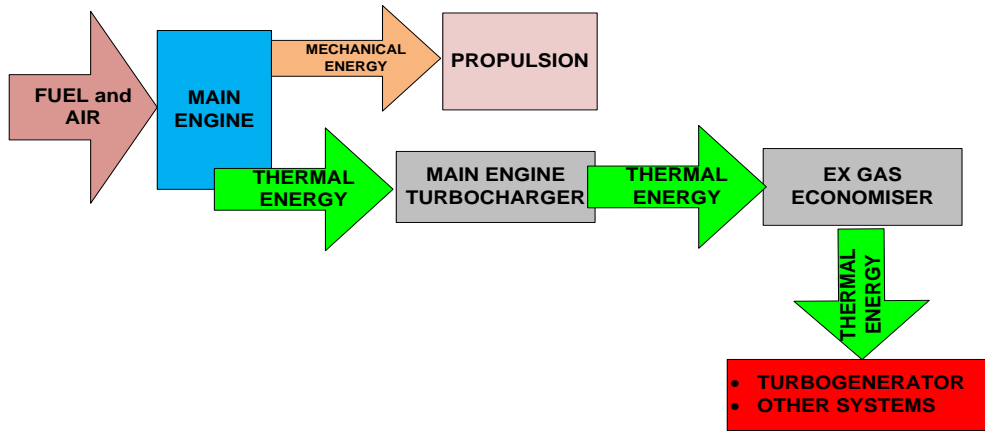 FUEL and
AIR
MAIN
ENGINE
MECHANICAL
ENERGY
PROPULSION
THERMAL
ENERGY
MAIN ENGINE
TURBOCHARGER
THERMAL
ENERGY
EX GAS
ECONOMISER
THERMAL
ENERGY
• TURBOGENERATOR
• OTHER SYSTEMS